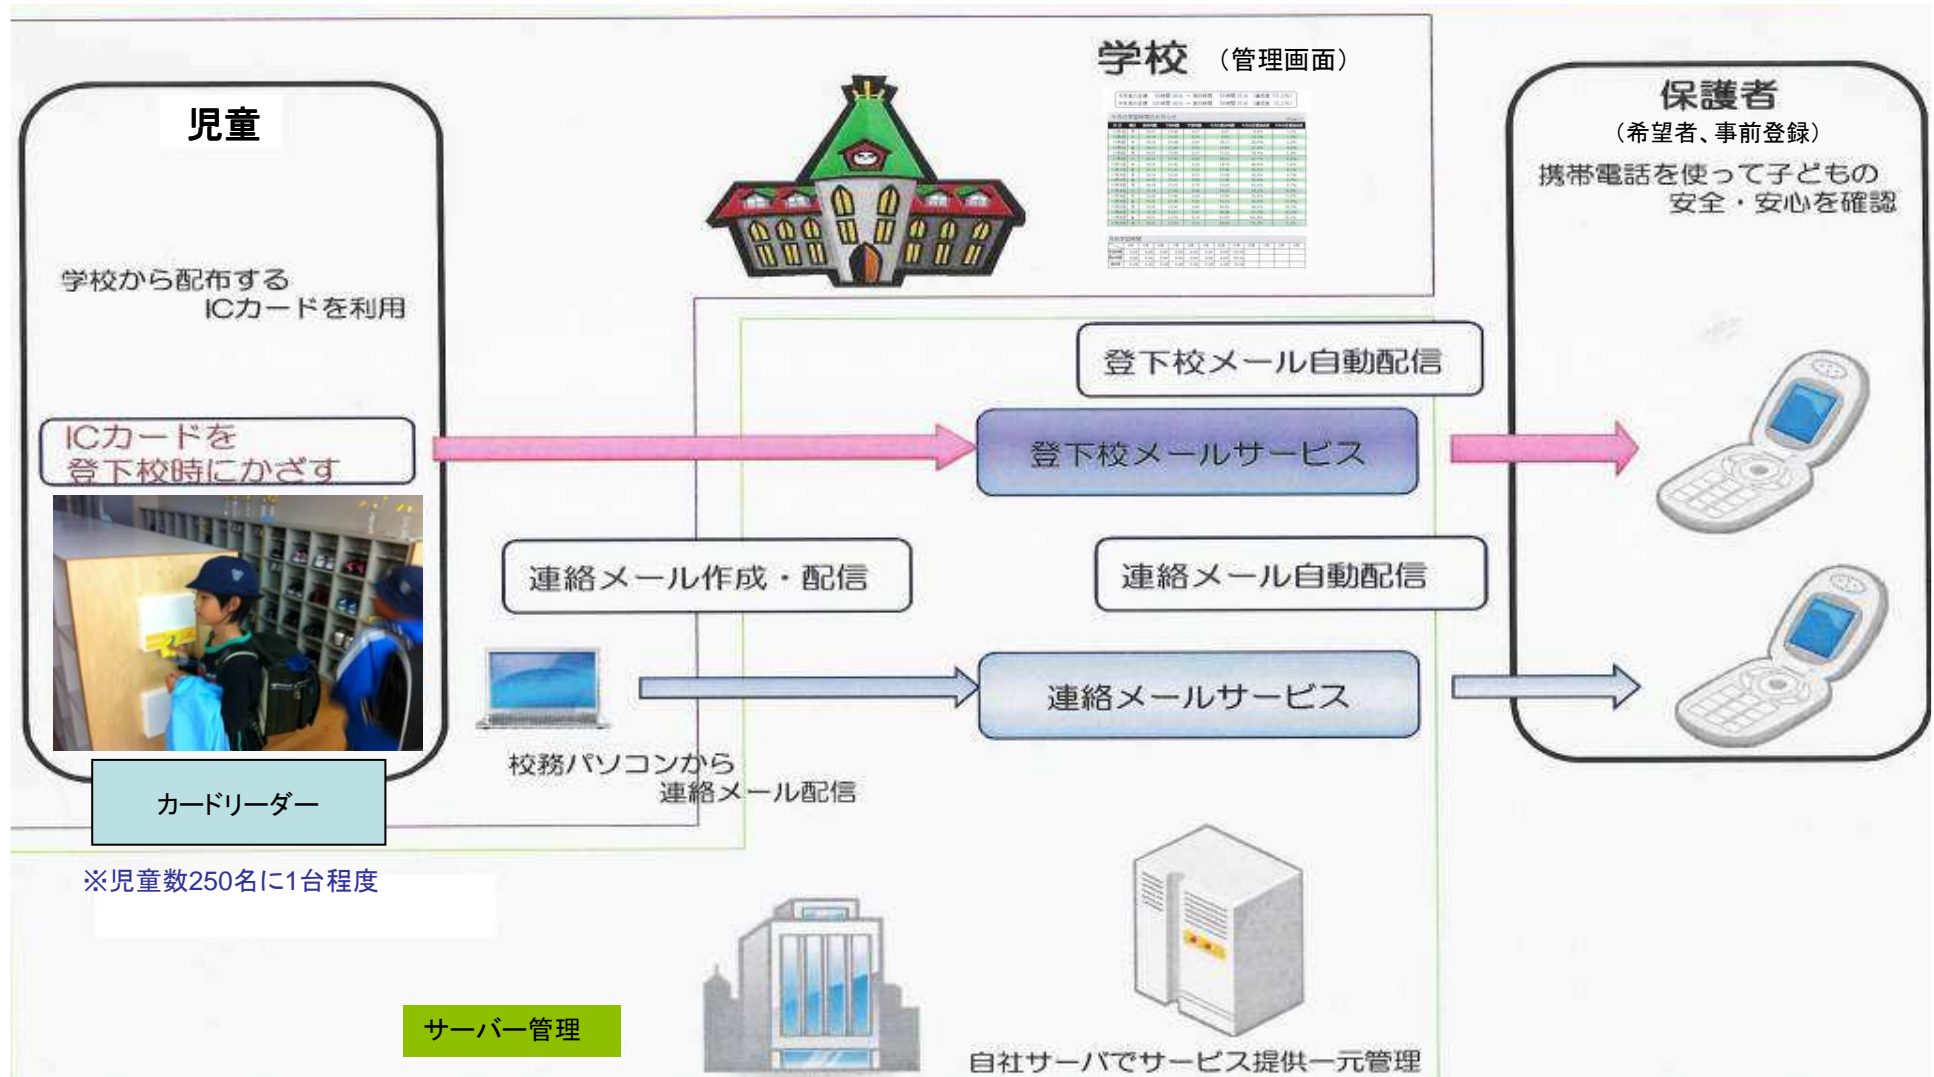 学校 （管理画面）
児童
保護者
（希望者、事前登録）
携帯電話を使って子どもの
安全・安心を確認
学校から配布する
ICカードを利用
登下校メール自動配信
ICカードを
登下校時にかざす
登下校メールサービス
連絡メール作成・配信
連絡メール自動配信
連絡メールサービス
校務パソコンから
連絡メール配信
カードリーダー
※児童数250名に1台程度
サーバー管理
自社サーバでサービス提供一元管理